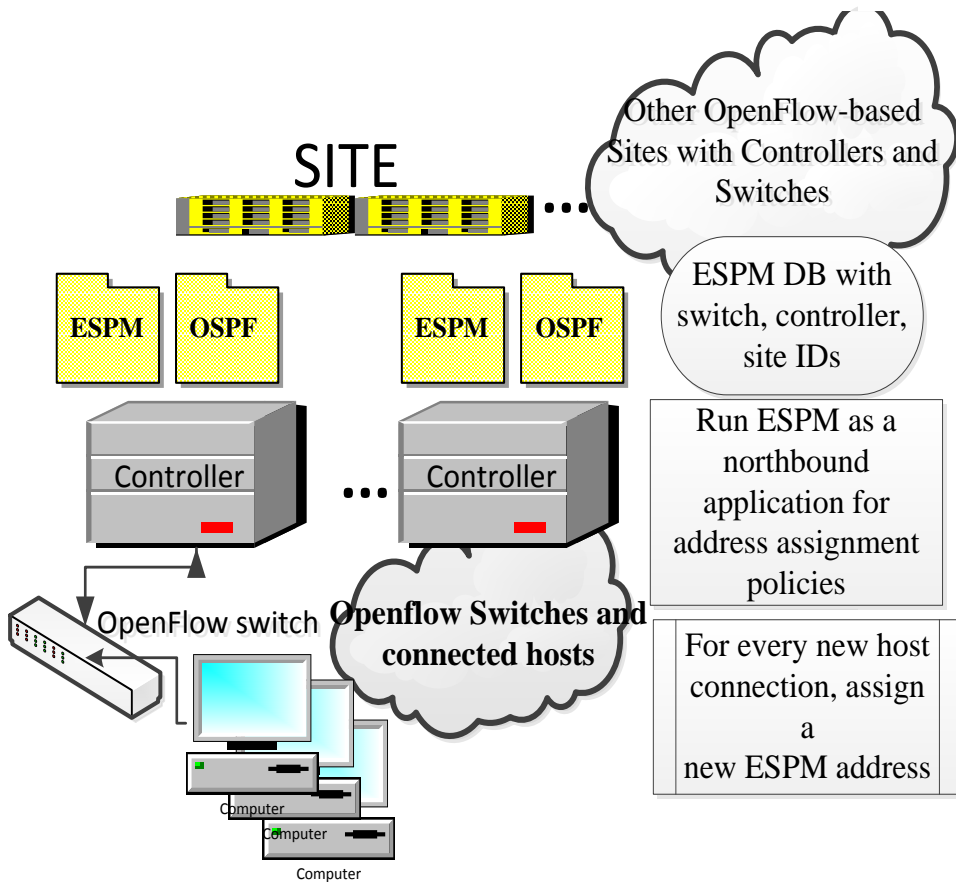 Other OpenFlow-based
Sites with Controllers and
Switches
SITE
...
ESPM DB with
switch, controller,
site IDs
ESPM
OSPF
ESPM
OSPF
Run ESPM as a
northbound
application for
address assignment
policies
Controller
...
Controller
OpenFlow switch
Openflow Switches and
connected hosts
For every new host
connection, assign
a
new ESPM address
Computer
Computer
Computer